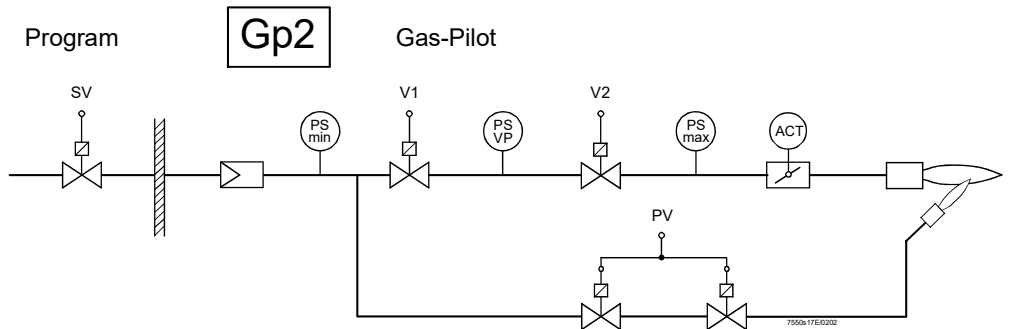 Program
Gp2
Gas-Pilot
SV
V1
V2
PS
min
PS
VP
PS
max
ACT
PV
7550s17E/0202